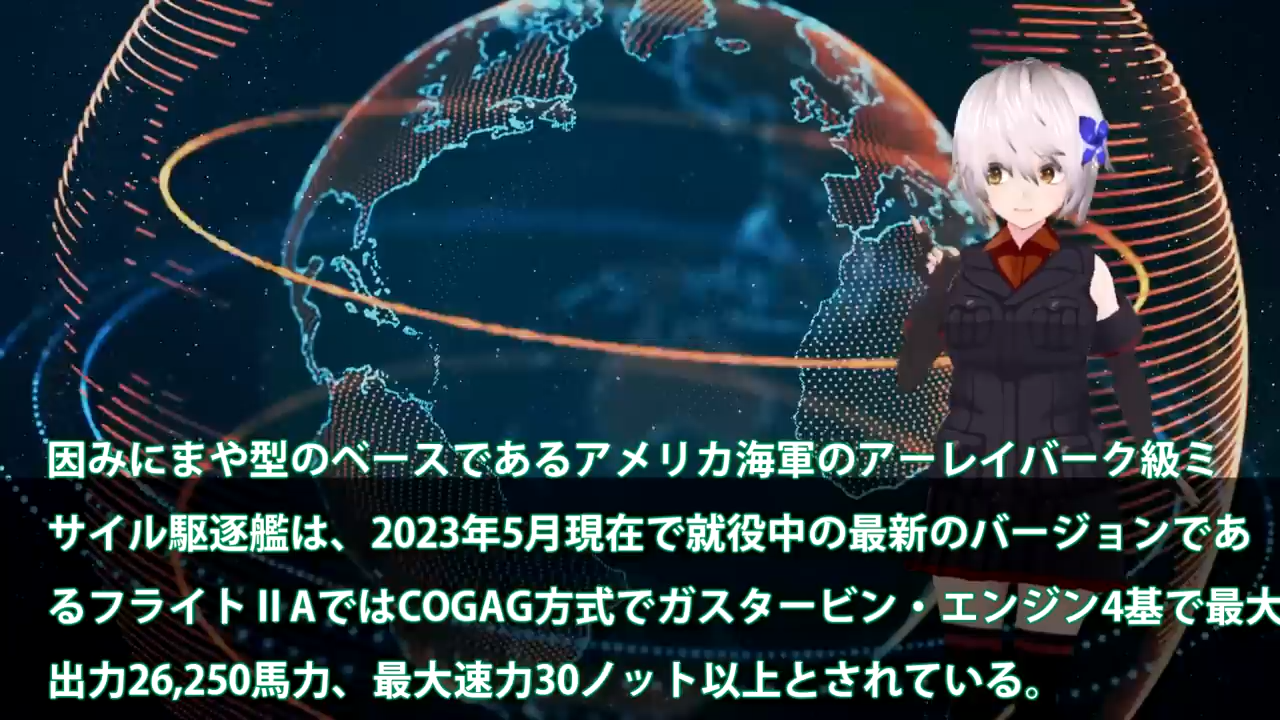 因みにまや型のベースであるアメリカ海軍のアーレイバーク級ミ
サイル駆逐艦は、2023年5月現在で就役中の最新のバージョンであ
るフライトⅡAではCOGAG方式でガスタービン・エンジン4基で最大
出力26,250馬力、最大速力30ノット以上とされている。